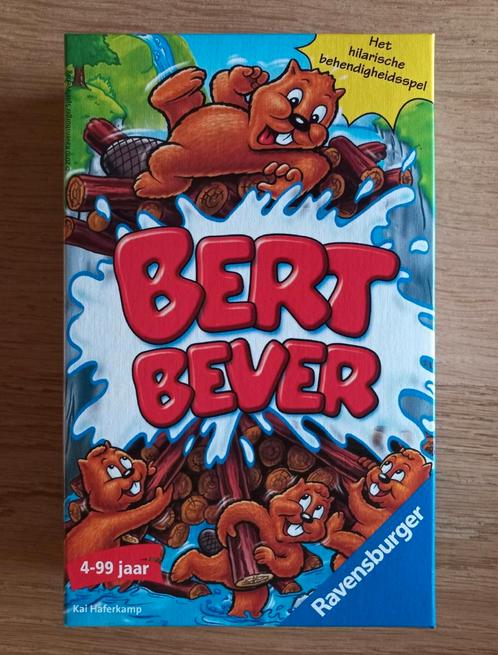 Het
hilarische
behendigheidsspel
BERT
BEVER
4-99 jaar
Kai Haferkamp
Ravensburger